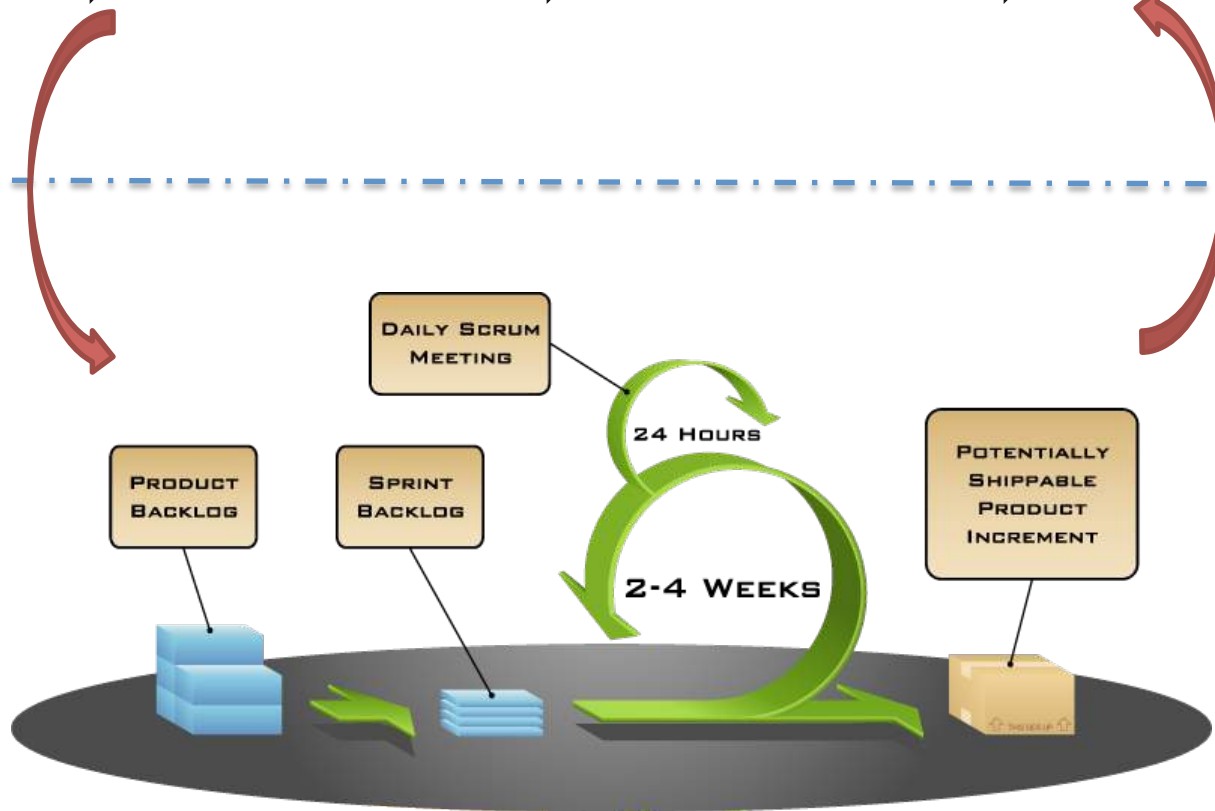 DAILY SCRUM
MEETING
24 HOURS
PRODUCT
BACKLOG
SPRINT
BACKLOG
POTENTIALLY
SHIPPABLE
PRODUCT
INCREMENT
2-4 WEEKS